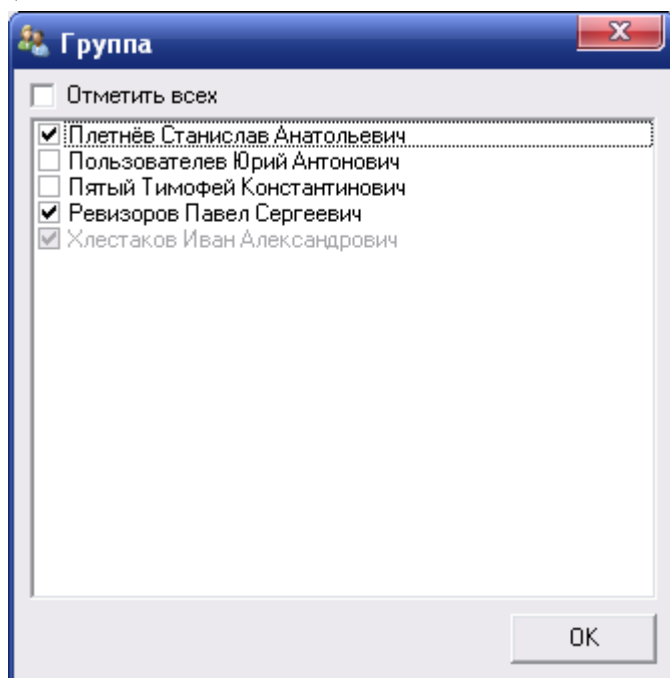 Группа
Отметить всех
Плетнёв Станислав Анатольевич
Пользователев Юрий Антонович
Пятый Тимофей Константинович
Ревизоров Павел Сергеевич
Хлестаков Иван Александрович
OK